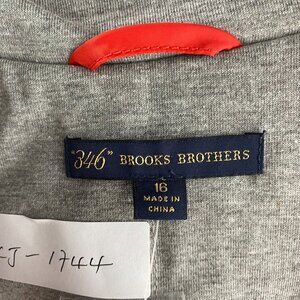 "346" BROOKS BROTHERS
16
MADE IN
CHINA
J-1744